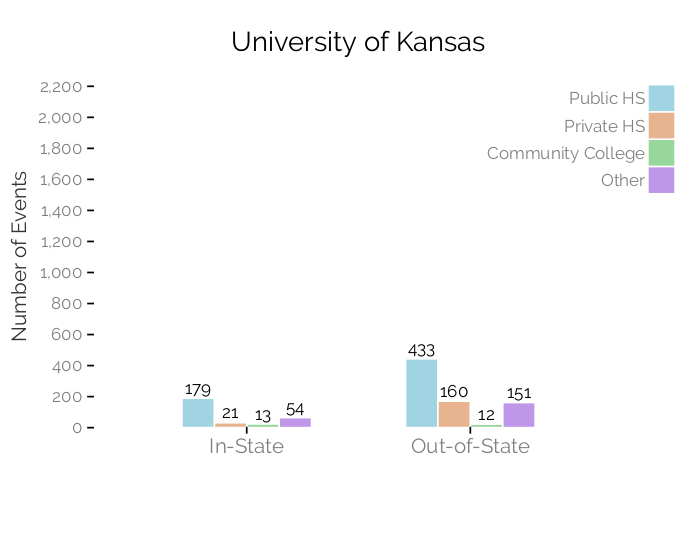 University of Kansas
Number of Events
2,200
2,000
1,800
1,600
1,400
1,200
1,000
800
600
400
200
0
Public HS
Private HS
Community College
Other
179
21
13
54
433
160
12
151
In-State
Out-of-State